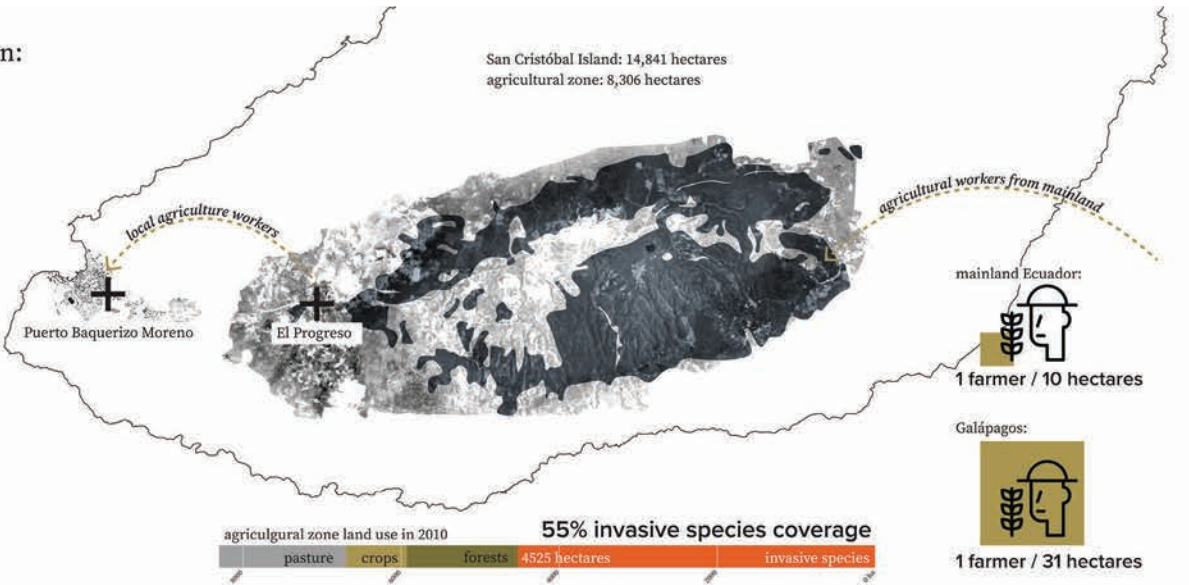 n:
San Cristóbal Island: 14,841 hectares
agricultural zone: 8,306 hectares
local agriculture workers
agricultural workers from mainland
Puerto Baquerizo Moreno
El Progreso
mainland Ecuador:
1 farmer / 10 hectares
Galápagos:
1 farmer / 31 hectares
agriculgural zone land use in 2010
55% invasive species coverage
pasture crops forests 4525 hectares invasive species
0 ha